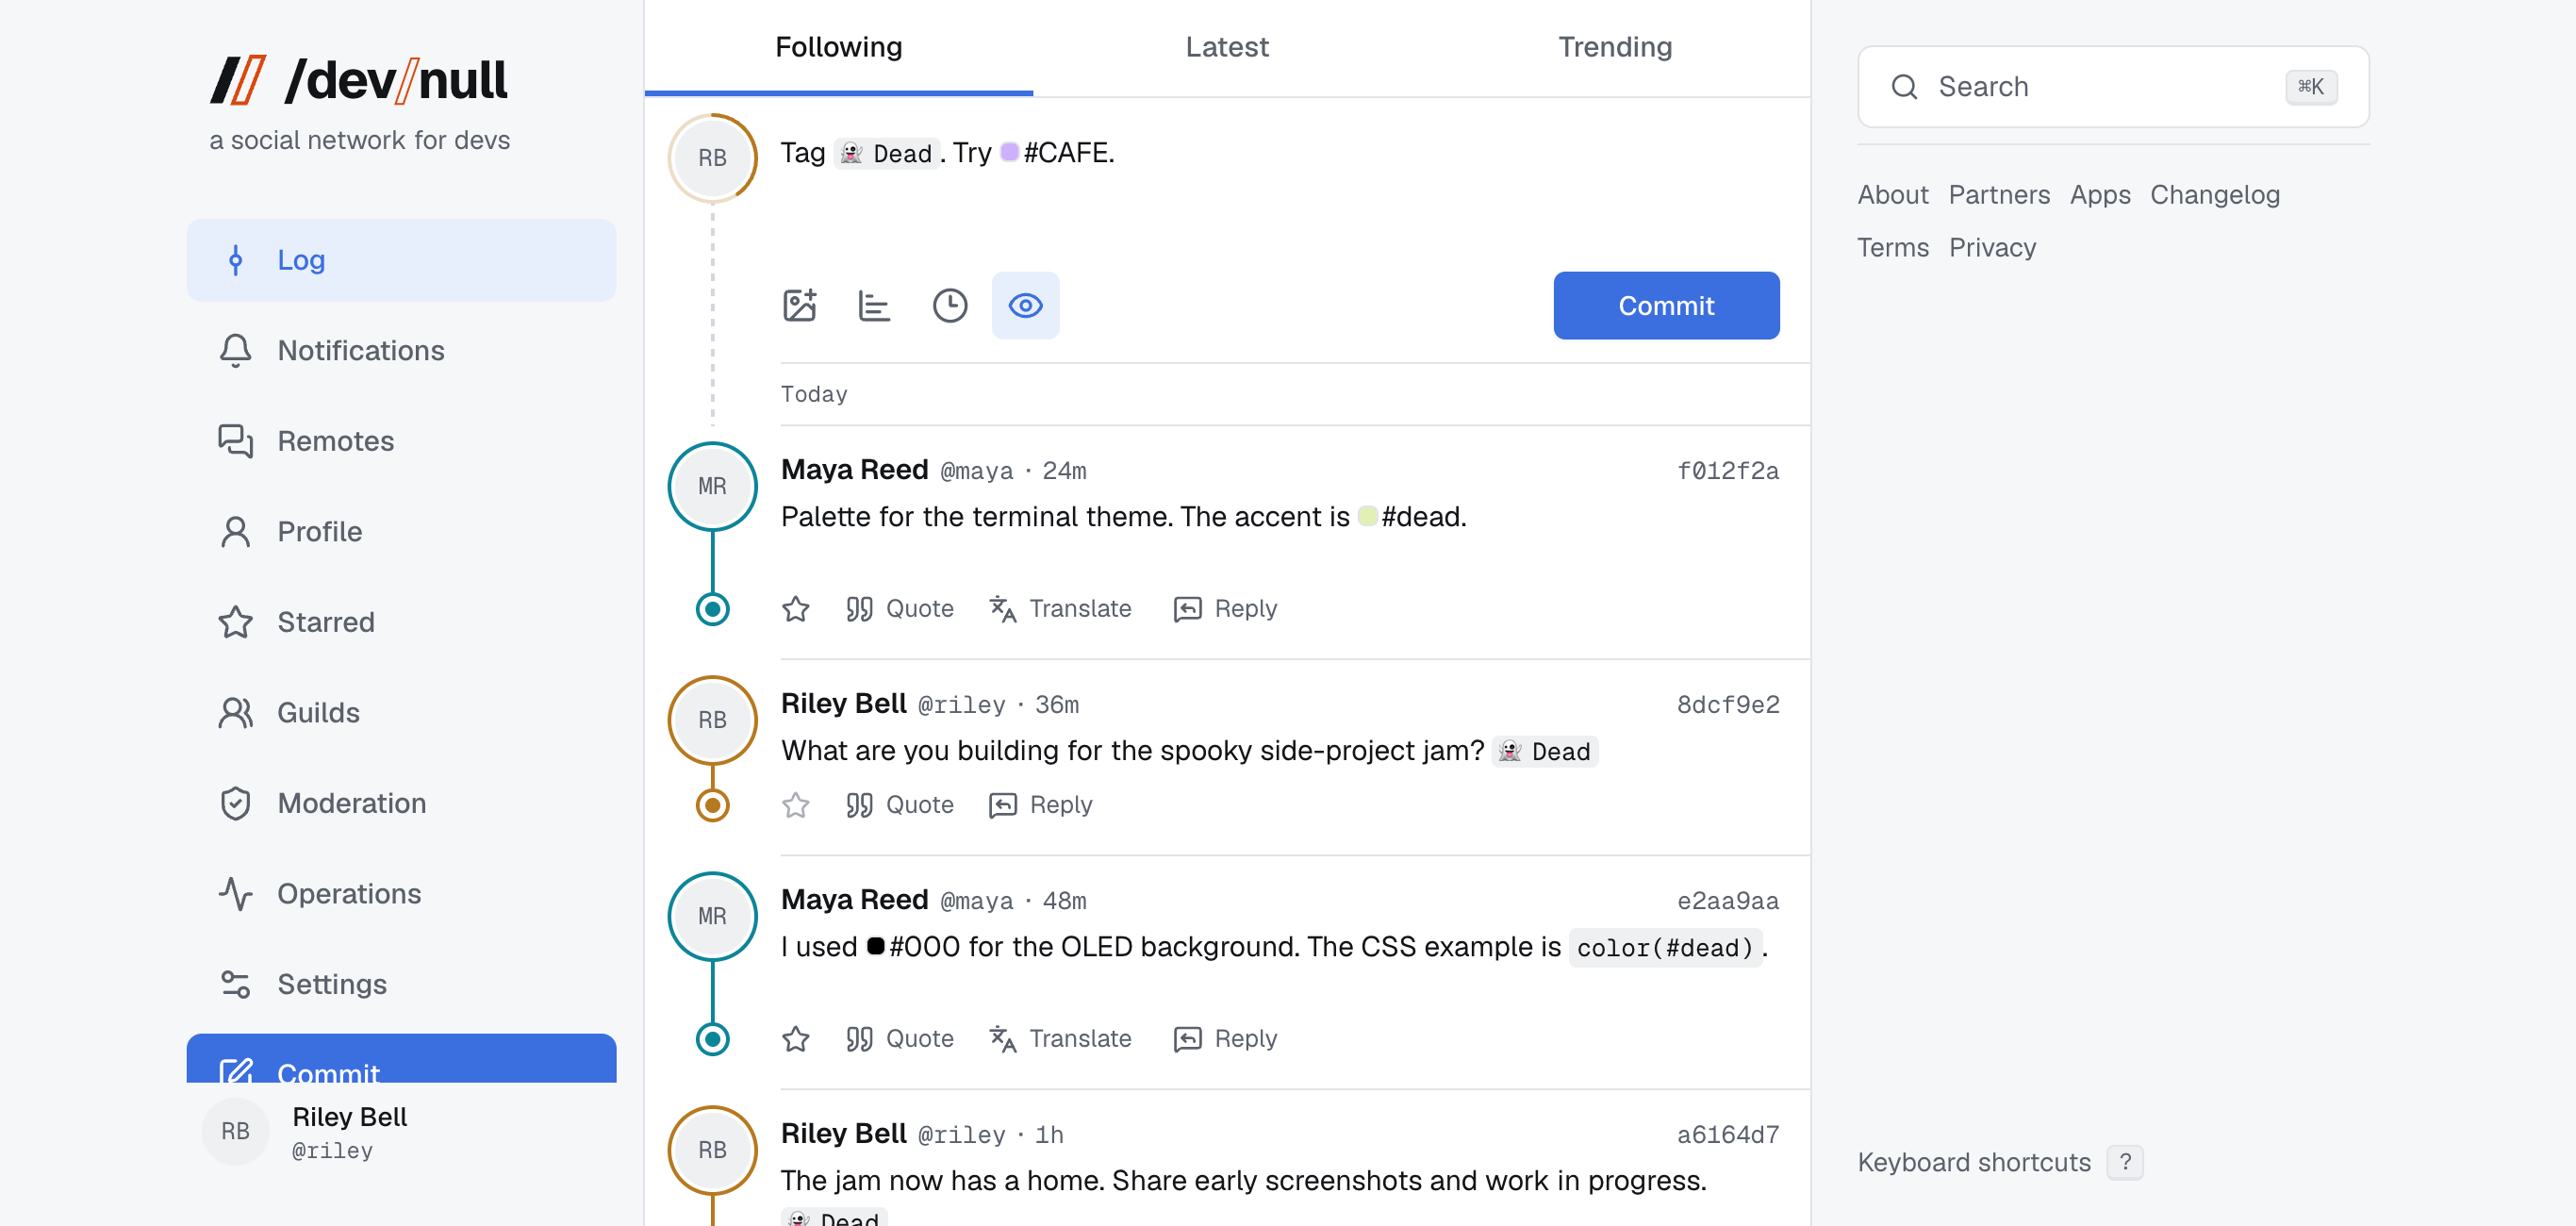 /dev/null
a social network for devs
Log
Notifications
Remotes
Profile
Starred
Guilds
Moderation
Operations
Settings
Commit
RB
Riley Bell
@riley
Following
Latest
Trending
RB
Tag 👻 Dead. Try #CAFE.
Commit
Today
MR
Maya Reed @maya · 24m
f012f2a
Palette for the terminal theme. The accent is #dead.
Quote
Translate
Reply
RB
Riley Bell @riley · 36m
8dcf9e2
What are you building for the spooky side-project jam? 👻 Dead
Quote
Reply
MR
Maya Reed @maya · 48m
e2aa9aa
I used #000 for the OLED background. The CSS example is color(#dead).
Quote
Translate
Reply
RB
Riley Bell @riley · 1h
a6164d7
The jam now has a home. Share early screenshots and work in progress.
👻 Dead
Search
⌘K
About Partners Apps Changelog
Terms Privacy
Keyboard shortcuts ?